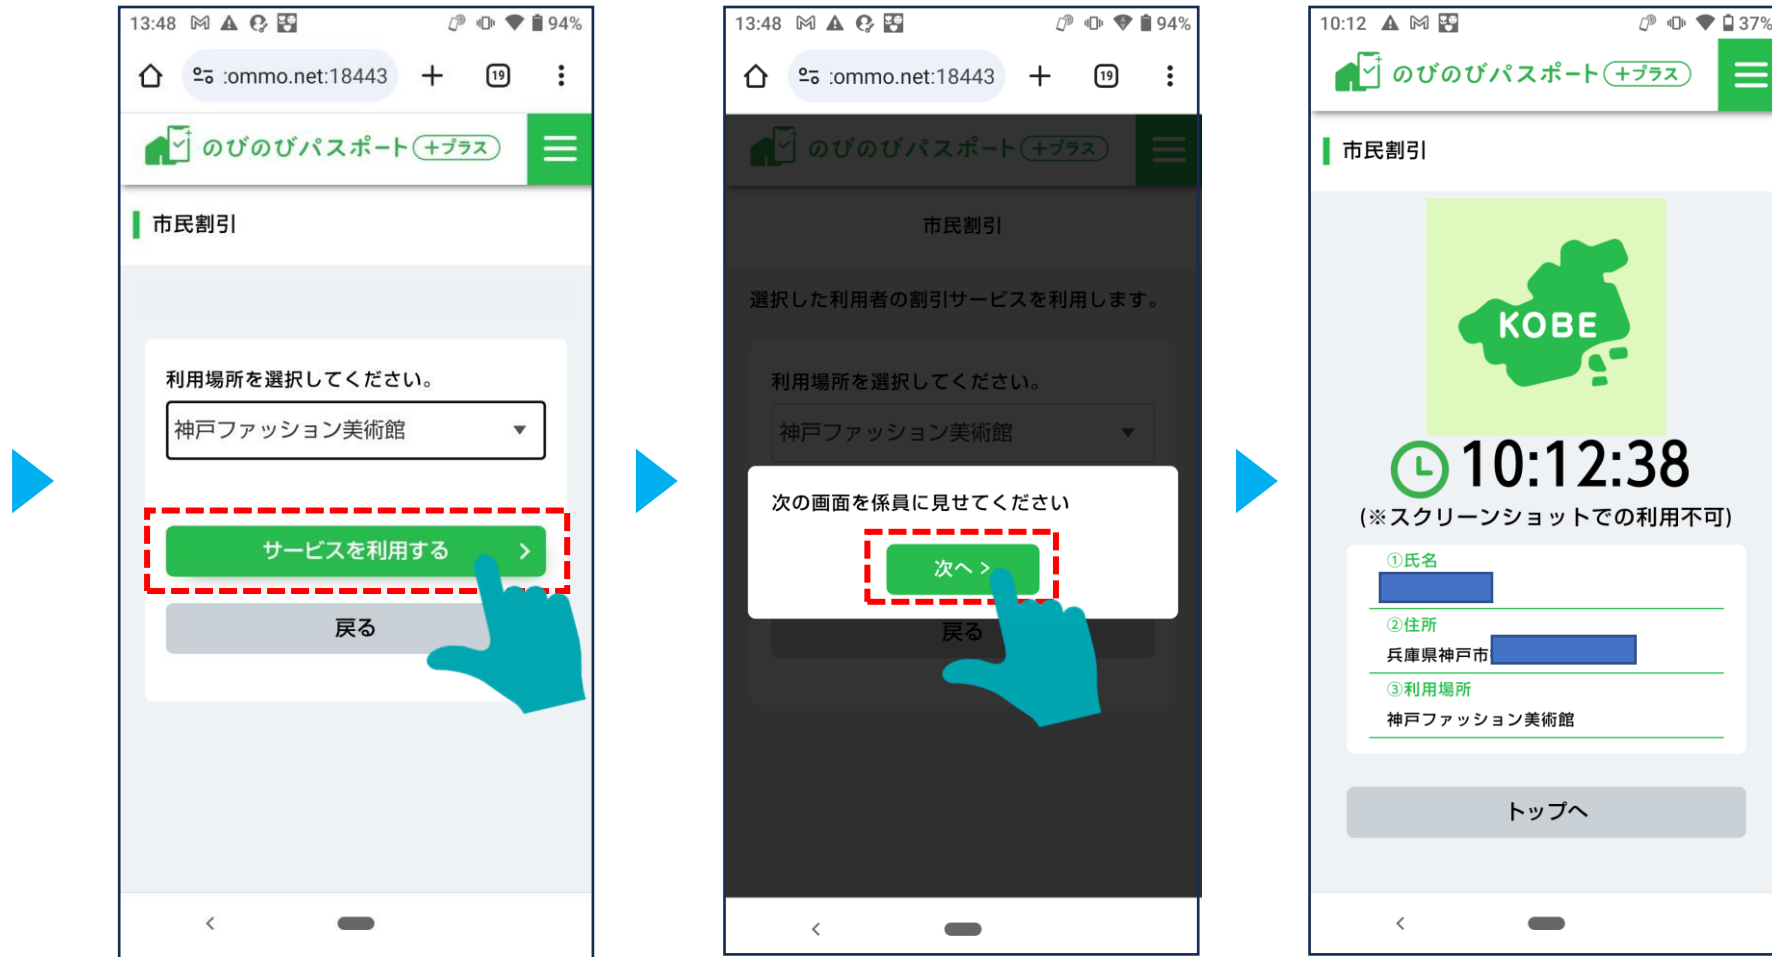 13:48
94%
:ommo.net:18443
19
のびのびパスポート +プラス
市民割引
利用場所を選択してください。
神戸ファッション美術館
サービスを利用する
戻る
13:48
94%
:ommo.net:18443
19
のびのびパスポート +プラス
市民割引
選択した利用者の割引サービスを利用します。
利用場所を選択してください。
神戸ファッション美術館
次の画面を係員に見せてください
次へ >
戻る
10:12
37%
のびのびパスポート +プラス
市民割引
KOBE
10:12:38
(※スクリーンショットでの利用不可)
①氏名
②住所
兵庫県神戸市
③利用場所
神戸ファッション美術館
トップへ